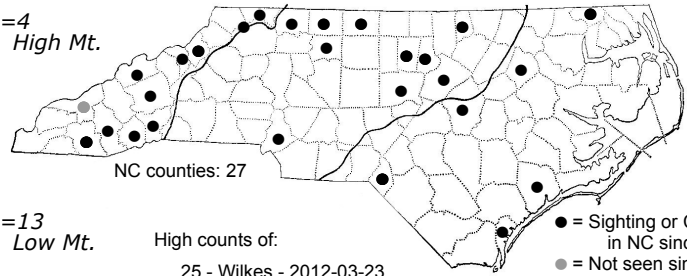 =4
High Mt.
NC counties: 27
=13
Low Mt.
High counts of:
25 - Wilkes - 2012-03-23
● = Sighting or
in NC sinc
● = Not seen sin